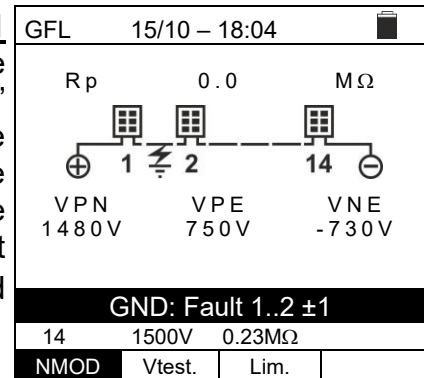 GFL 15/10 – 18:04
Rp 0.0 MΩ
1 2 14
VPN VPE VNE
1480V 750V -730V
GND: Fault 1..2 ±1
14 1500V 0.23MΩ
NMOD Vtest. Lim.